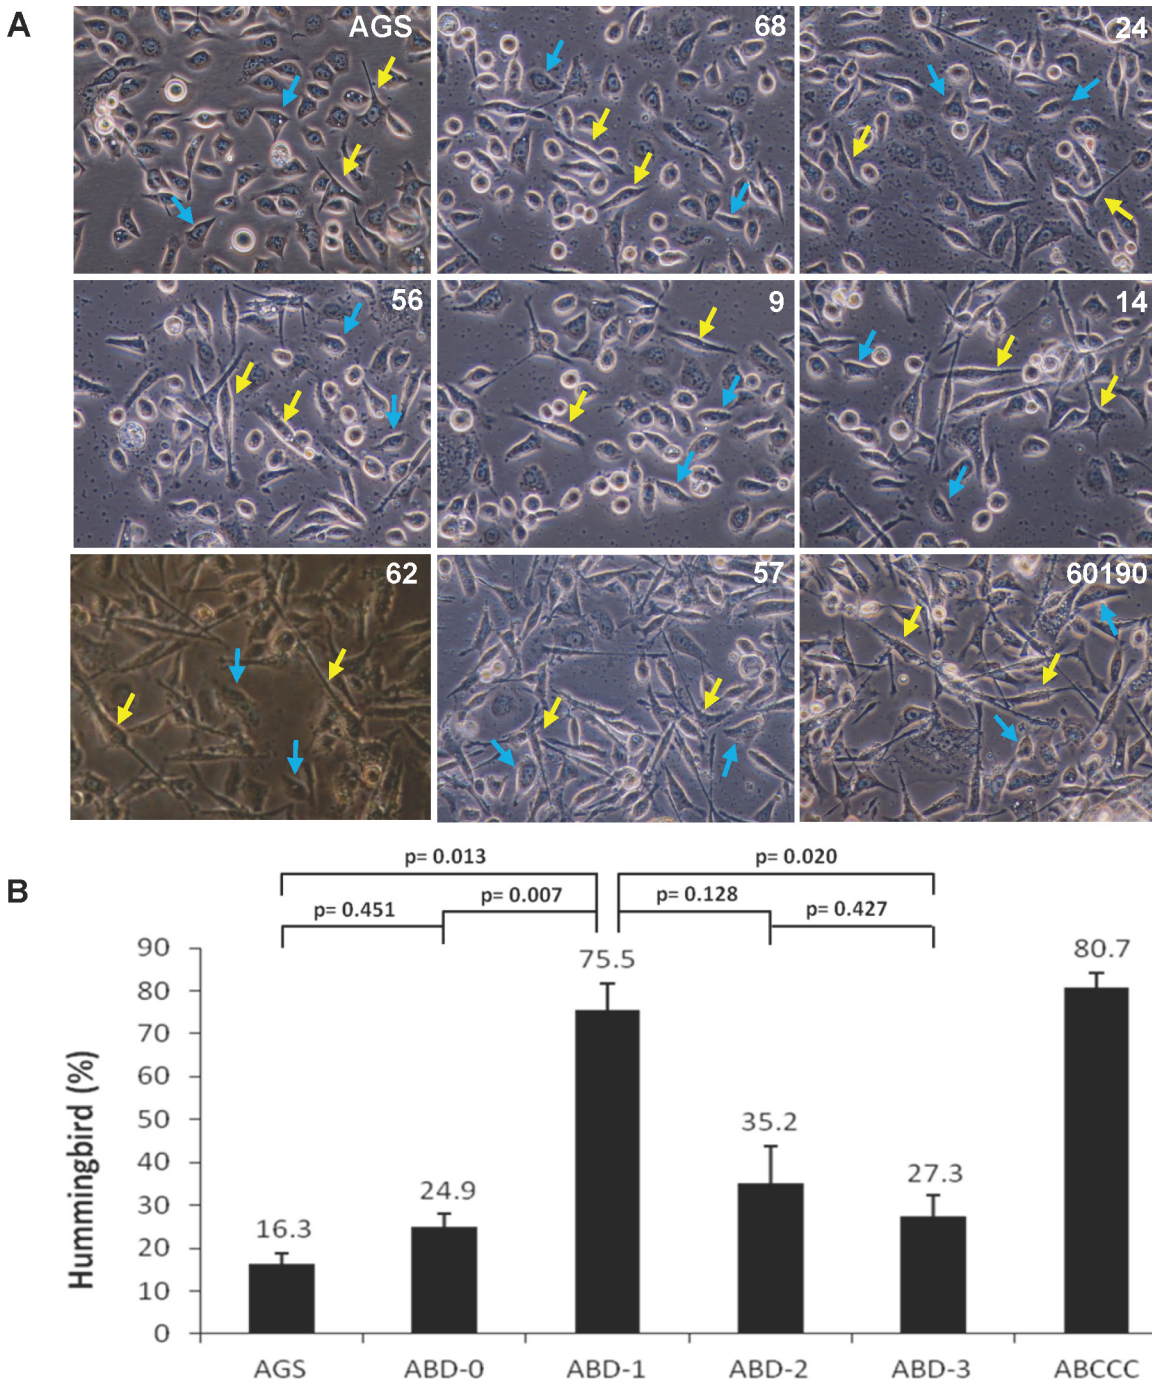 A
AGS
68
24
56
9
14
62
57
60190
B
p= 0.013
p= 0.020
p= 0.451
p= 0.007
p= 0.128
p= 0.427
Hummingbird (%)
90
80
70
60
50
40
30
20
10
0
16.3
24.9
75.5
35.2
27.3
80.7
AGS
ABD-0
ABD-1
ABD-2
ABD-3
ABCCC